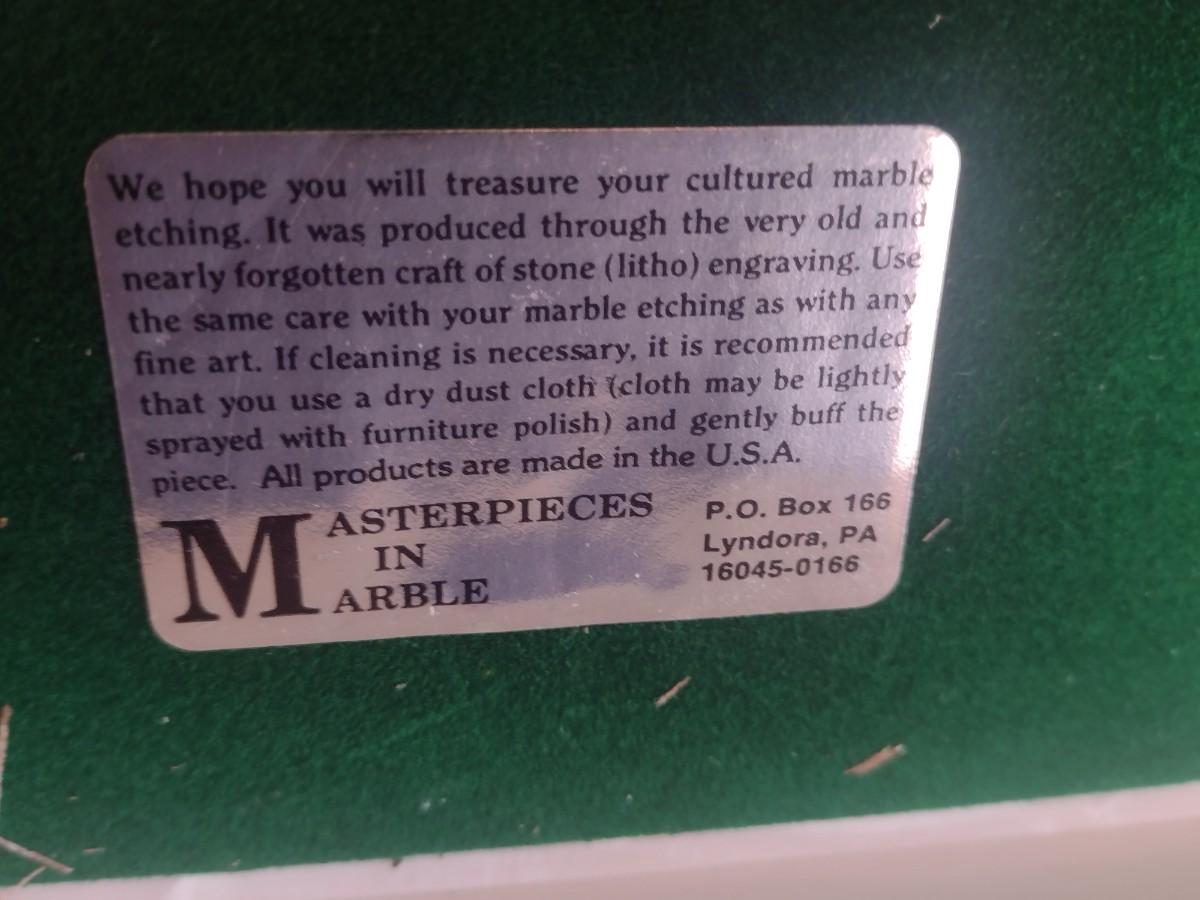 We hope you will treasure your cultured marble
etching. It was produced through the very old and
nearly forgotten craft of stone (litho) engraving. Use
the same care with your marble etching as with any
fine art. If cleaning is necessary, it is recommended
that you use a dry dust cloth (cloth may be lightly
sprayed with furniture polish) and gently buff the
piece. All products are made in the U.S.A.
MASTERPIECES
IN
MARBLE
P.O. Box 166
Lyndora, PA
16045-0166